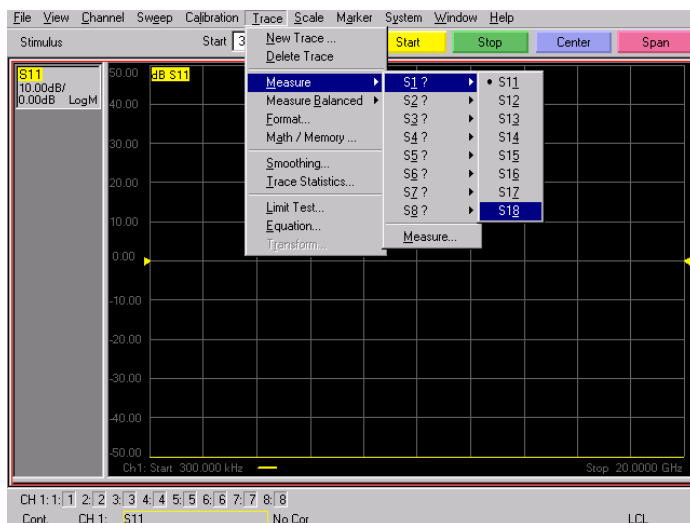 File View Channel Sweep Calibration Trace Scale Marker System Window Help
Stimulus Start 3 Start Stop Center Span
New Trace ...
Delete Trace
Measure
Measure Balanced
Format...
Math / Memory ...
Smoothing...
Trace Statistics...
Limit Test...
Equation...
Transform...
S1 ?
S2 ?
S3 ?
S4 ?
S5 ?
S6 ?
S7 ?
S8 ?
Measure...
S11
S12
S13
S14
S15
S16
S17
S18
S11
10.00dB/
0.00dB LogM
dB S11
50.00
40.00
30.00
20.00
10.00
0.00
-10.00
-20.00
-30.00
-40.00
-50.00
Ch1: Start 300.000 kHz Stop 20.0000 GHz
CH 1: 1: 1 2: 2 3: 3 4: 4 5: 5 6: 6 7: 7 8: 8
Cont. CH 1: S11 No Cor LCL